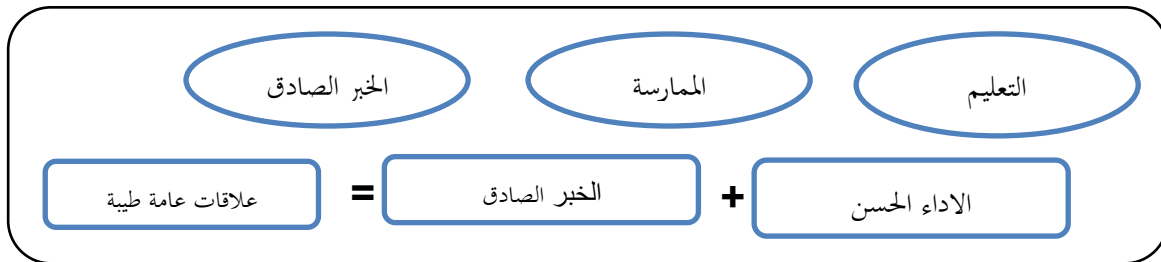 التعليم الممارسة الخبر الصادق
الاداء الحسن + الخبر الصادق = علاقات عامة طيبة